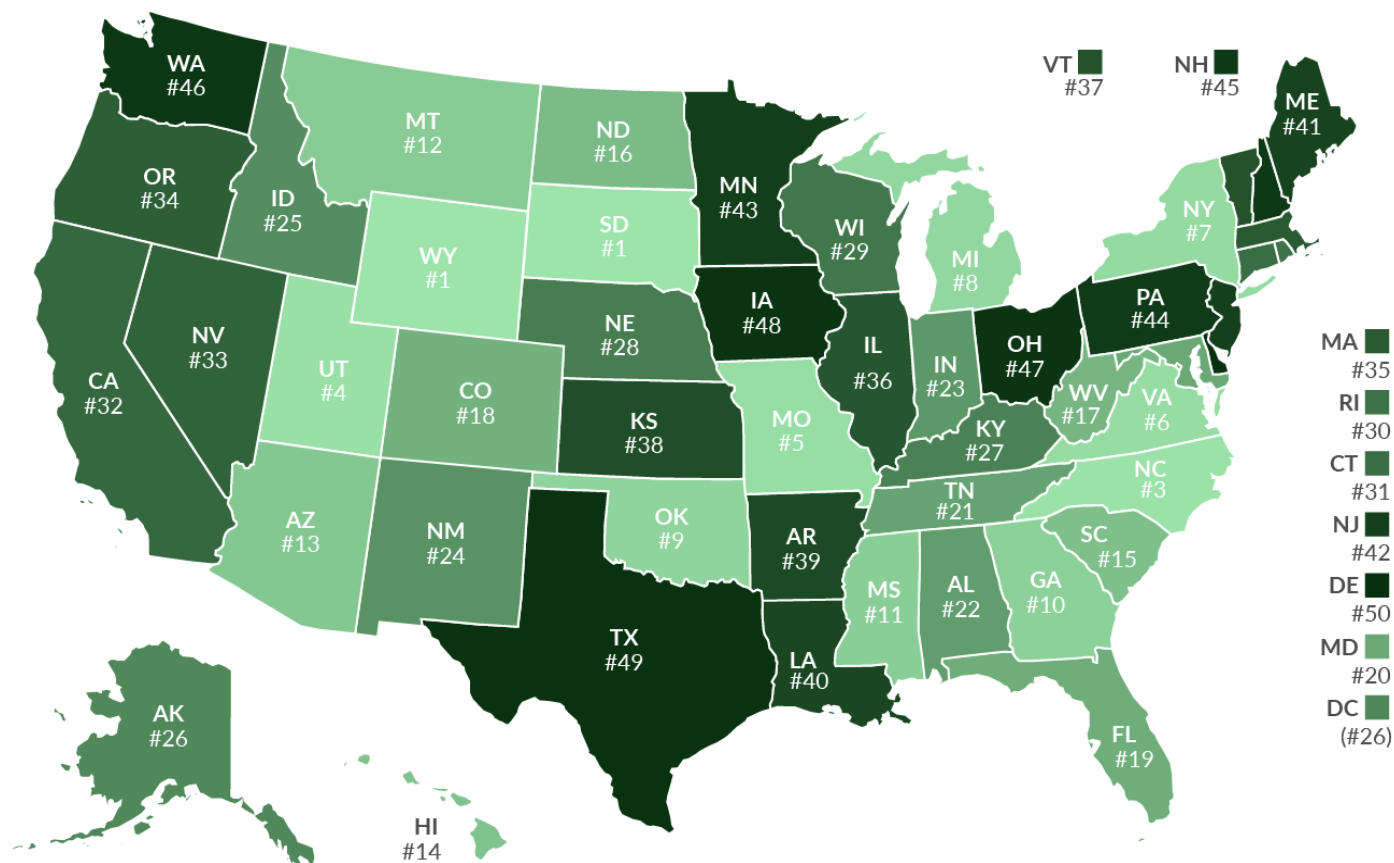 WA
#46
VT
#37
NH
#45
ME
#41
MT
#12
ND
#16
OR
#34
ID
#25
MN
#43
WI
#29
SD
#1
NY
#7
WY
#1
MI
#8
IA
#48
PA
#44
NE
#28
NV
#33
UT
#4
CO
#18
IL
#36
IN
#23
OH
#47
MA
#35
CA
#32
WV
#17
VA
#6
RI
#30
KS
#38
MO
#5
KY
#27
NC
#3
CT
#31
TN
#21
AZ
#13
NM
#24
OK
#9
AR
#39
SC
#15
NJ
#42
MS
#11
AL
#22
GA
#10
DE
#50
TX
#49
LA
#40
MD
#20
AK
#26
FL
#19
DC
(#26)
HI
#14